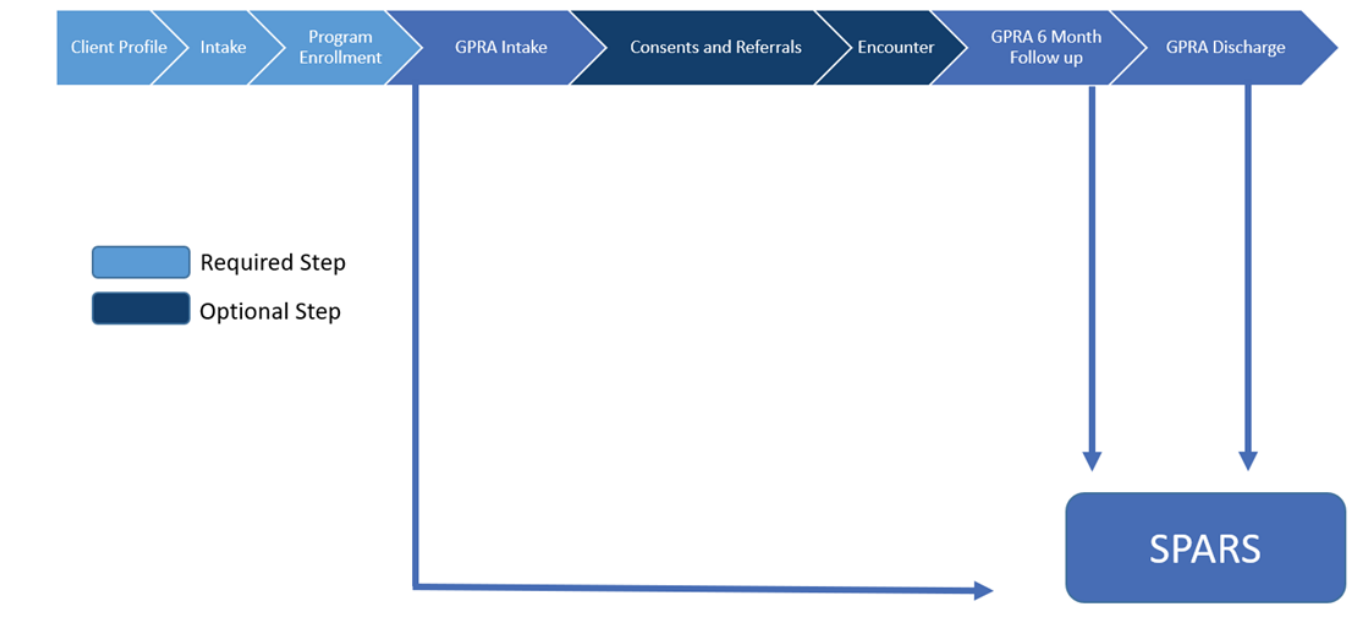 Client Profile
Intake
Program
Enrollment
GPRA Intake
Consents and Referrals
Encounter
GPRA 6 Month
Follow up
GPRA Discharge
Required Step
Optional Step
SPARS